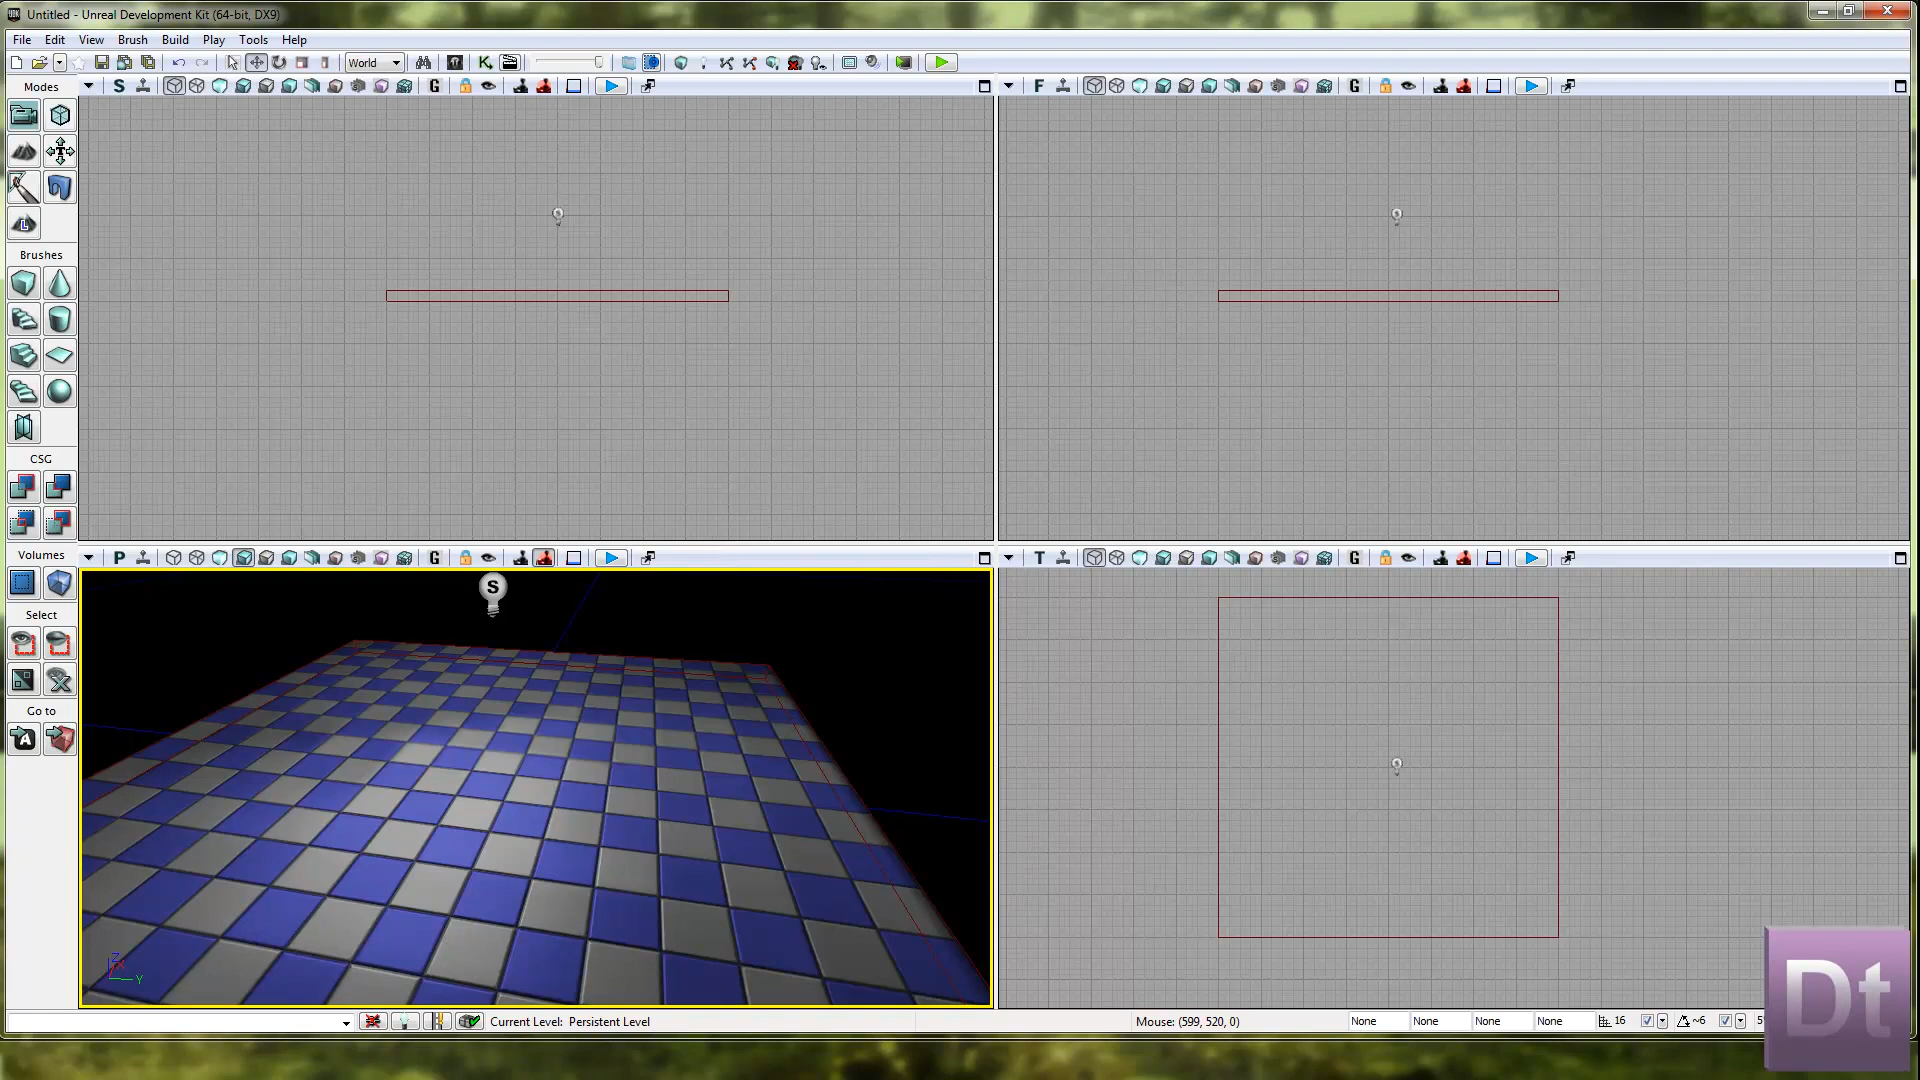 Untitled - Unreal Development Kit (64-bit, DX9)
File Edit View Brush Build Play Tools Help
World
Modes
S G
F G
Brushes
CSG
Volumes
P G
T G
S
Select
Go to
Z
X
Y
Current Level: Persistent Level
Mouse: (599, 520, 0)
None None None None 16 ~6
Dt